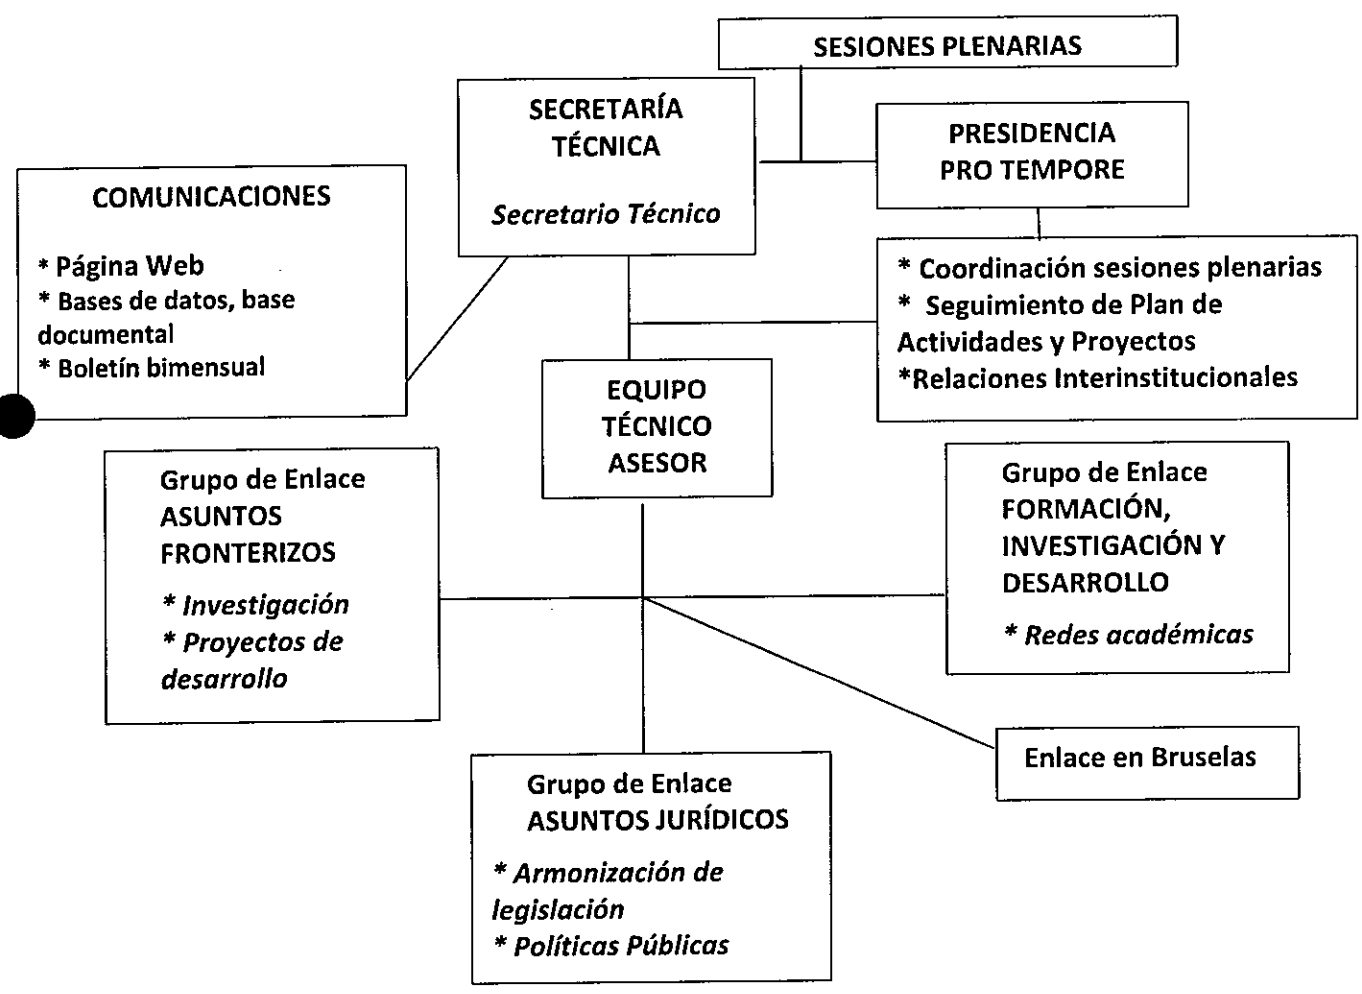 SESIONES PLENARIAS
SECRETARÍA
TÉCNICA
Secretario Técnico
PRESIDENCIA
PRO TEMPORE
COMUNICACIONES
* Página Web
* Bases de datos, base
documental
* Boletín bimensual
* Coordinación sesiones plenarias
* Seguimiento de Plan de
Actividades y Proyectos
*Relaciones Interinstitucionales
EQUIPO
TÉCNICO
ASESOR
Grupo de Enlace
ASUNTOS
FRONTERIZOS
* Investigación
* Proyectos de
desarrollo
Grupo de Enlace
FORMACIÓN,
INVESTIGACIÓN Y
DESARROLLO
* Redes académicas
Enlace en Bruselas
Grupo de Enlace
ASUNTOS JURÍDICOS
* Armonización de
legislación
* Políticas Públicas